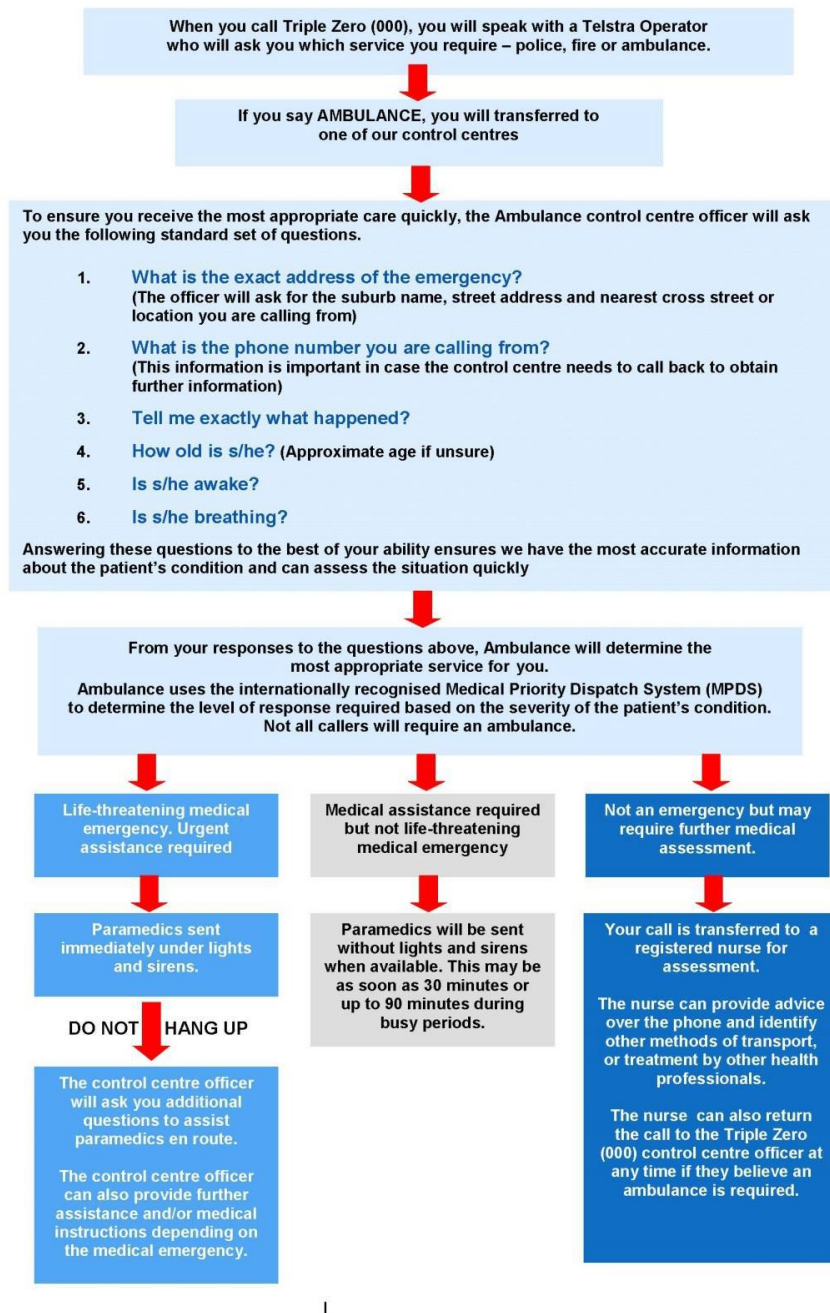 When you call Triple Zero (000), you will speak with a Telstra Operator
who will ask you which service you require – police, fire or ambulance.
If you say AMBULANCE, you will transferred to
one of our control centres
To ensure you receive the most appropriate care quickly, the Ambulance control centre officer will ask
you the following standard set of questions.
1. What is the exact address of the emergency?
(The officer will ask for the suburb name, street address and nearest cross street or
location you are calling from)
2. What is the phone number you are calling from?
(This information is important in case the control centre needs to call back to obtain
further information)
3. Tell me exactly what happened?
4. How old is s/he? (Approximate age if unsure)
5. Is s/he awake?
6. Is s/he breathing?
Answering these questions to the best of your ability ensures we have the most accurate information
about the patient's condition and can assess the situation quickly
From your responses to the questions above, Ambulance will determine the
most appropriate service for you.
Ambulance uses the internationally recognised Medical Priority Dispatch System (MPDS)
to determine the level of response required based on the severity of the patient's condition.
Not all callers will require an ambulance.
Life-threatening medical
emergency. Urgent
assistance required
Paramedics sent
immediately under lights
and sirens.
DO NOT HANG UP
The control centre officer
will ask you additional
questions to assist
paramedics en route.
The control centre officer
can also provide further
assistance and/or medical
instructions depending on
the medical emergency.
Medical assistance required
but not life-threatening
medical emergency
Paramedics will be sent
without lights and sirens
when available. This may be
as soon as 30 minutes or
up to 90 minutes during
busy periods.
Not an emergency but may
require further medical
assessment.
Your call is transferred to a
registered nurse for
assessment.
The nurse can provide advice
over the phone and identify
other methods of transport,
or treatment by other health
professionals.
The nurse can also return
the call to the Triple Zero
(000) control centre officer at
any time if they believe an
ambulance is required.